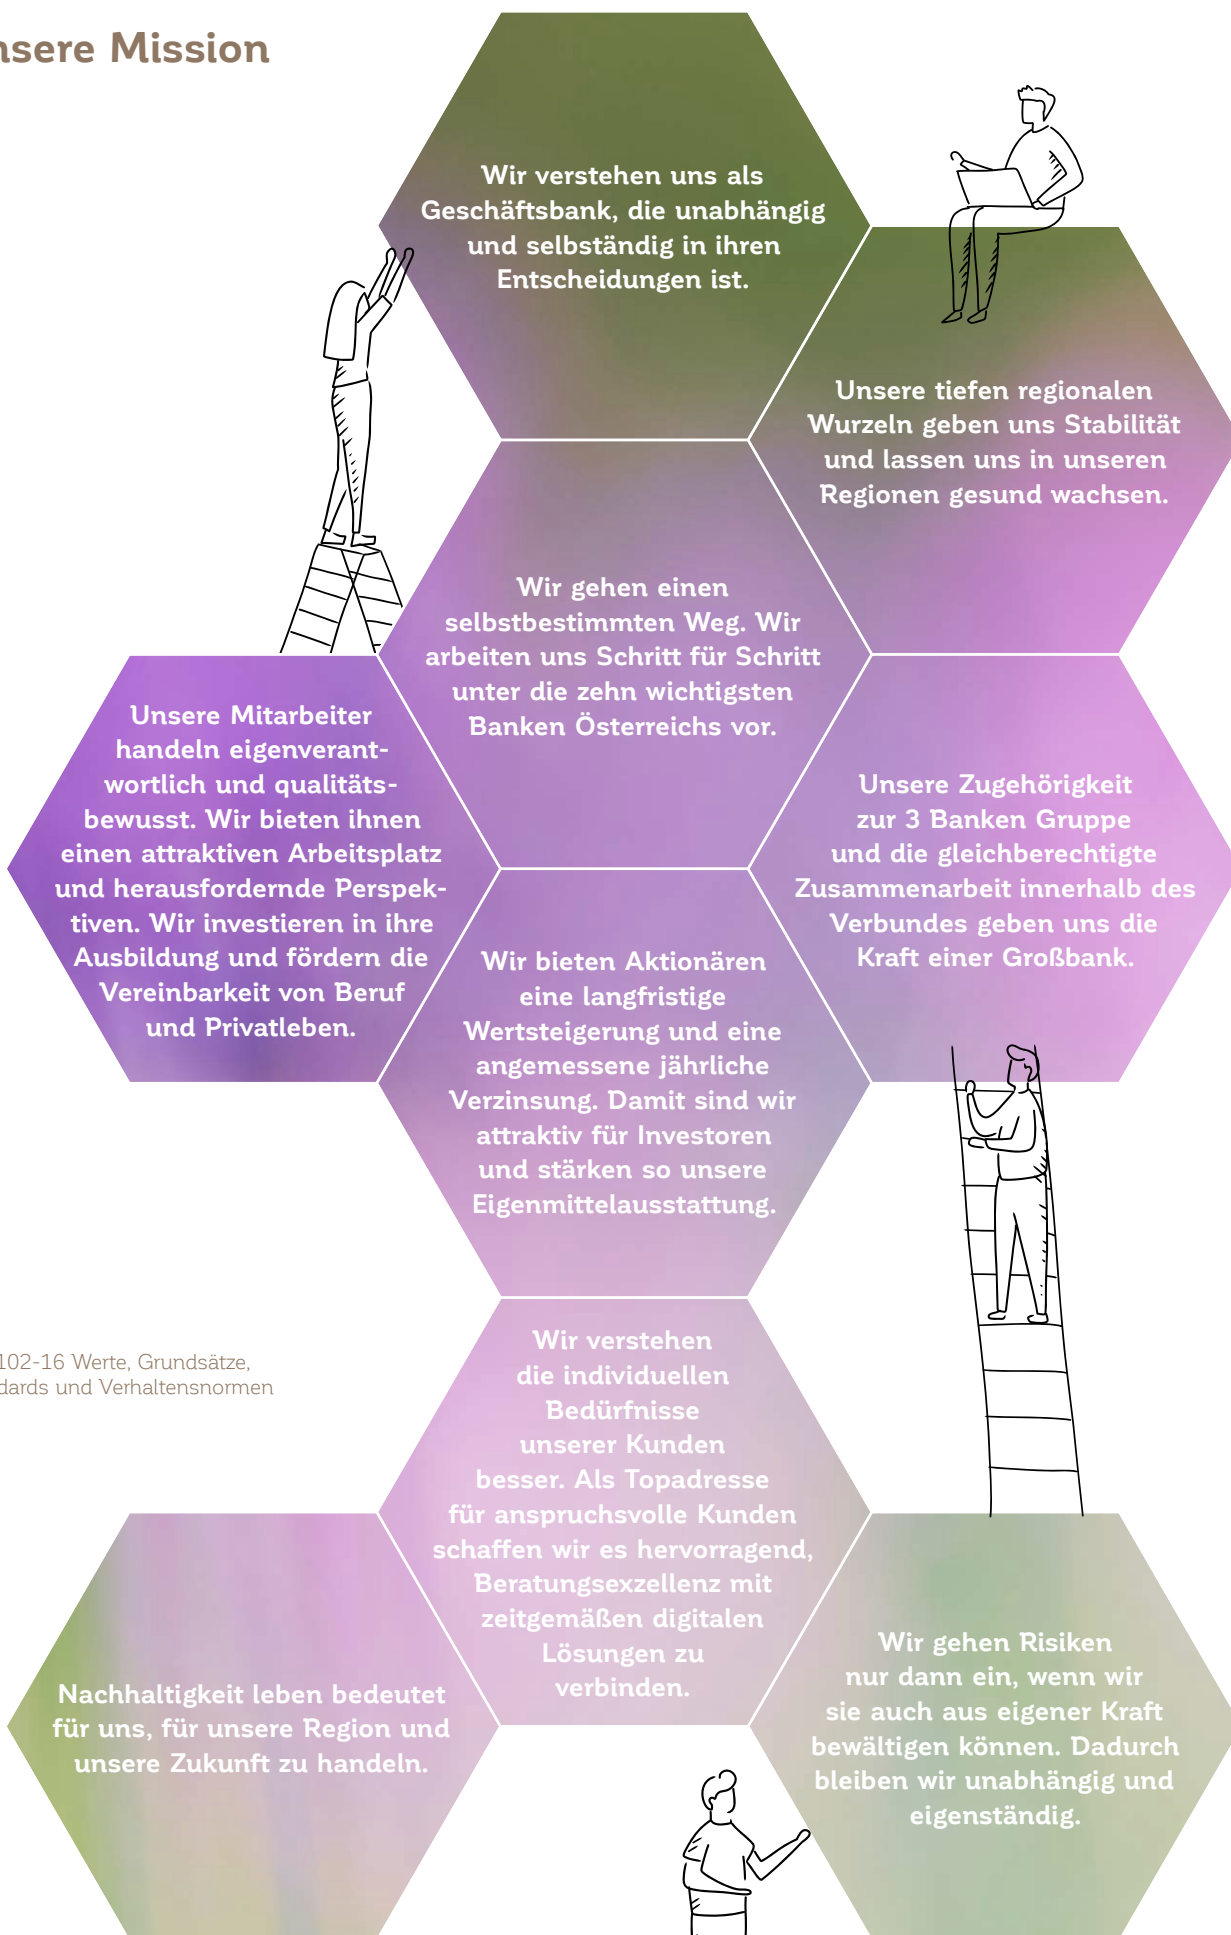 nsere Mission
Wir verstehen uns als
Geschäftsbank, die unabhängig
und selbständig in ihren
Entscheidungen ist.
Unsere tiefen regionalen
Wurzeln geben uns Stabilität
und lassen uns in unseren
Regionen gesund wachsen.
Wir gehen einen
selbstbestimmten Weg. Wir
arbeiten uns Schritt für Schritt
unter die zehn wichtigsten
Banken Österreichs vor.
Unsere Mitarbeiter
handeln eigenverant-
wortlich und qualitäts-
bewusst. Wir bieten ihnen
einen attraktiven Arbeitsplatz
und herausfordernde Perspek-
tiven. Wir investieren in ihre
Ausbildung und fördern die
Vereinbarkeit von Beruf
und Privatleben.
Unsere Zugehörigkeit
zur 3 Banken Gruppe
und die gleichberechtigte
Zusammenarbeit innerhalb des
Verbundes geben uns die
Kraft einer Großbank.
Wir bieten Aktionären
eine langfristige
Wertsteigerung und eine
angemessene jährliche
Verzinsung. Damit sind wir
attraktiv für Investoren
und stärken so unsere
Eigenmittelausstattung.
102-16 Werte, Grundsätze,
dards und Verhaltensnormen
Wir verstehen
die individuellen
Bedürfnisse
unserer Kunden
besser. Als Topadresse
für anspruchsvolle Kunden
schaffen wir es hervorragend,
Beratungsexzellenz mit
zeitgemäßen digitalen
Lösungen zu
verbinden.
Nachhaltigkeit leben bedeutet
für uns, für unsere Region und
unsere Zukunft zu handeln.
Wir gehen Risiken
nur dann ein, wenn wir
sie auch aus eigener Kraft
bewältigen können. Dadurch
bleiben wir unabhängig und
eigenständig.